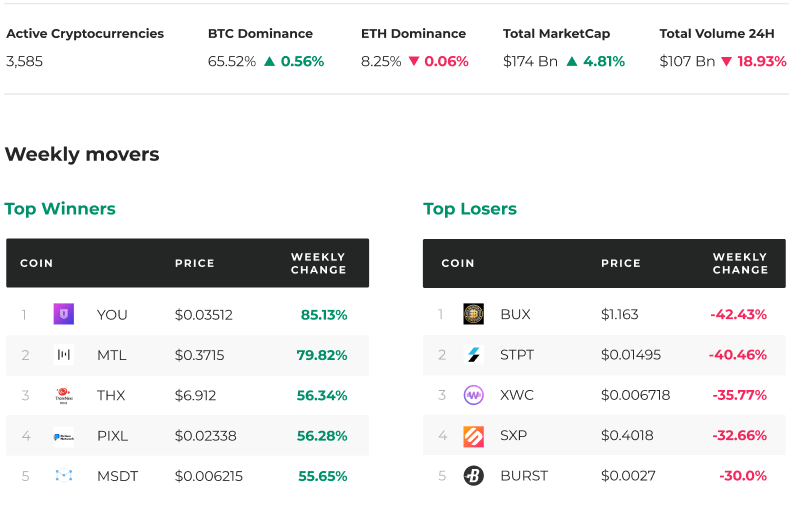 Active Cryptocurrencies BTC Dominance ETH Dominance Total MarketCap Total Volume 24H
3,585 65.52% ▲ 0.56% 8.25% ▼ 0.06% $174 Bn ▲ 4.81% $107 Bn ▼ 18.93%
Weekly movers
Top Winners
COIN PRICE WEEKLY CHANGE
1 YOU $0.03512 85.13%
2 MTL $0.3715 79.82%
3 THX $6.912 56.34%
4 PIXL $0.02338 56.28%
5 MSDT $0.006215 55.65%
Top Losers
COIN PRICE WEEKLY CHANGE
1 BUX $1.163 -42.43%
2 STPT $0.01495 -40.46%
3 XWC $0.006718 -35.77%
4 SXP $0.4018 -32.66%
5 BURST $0.0027 -30.0%